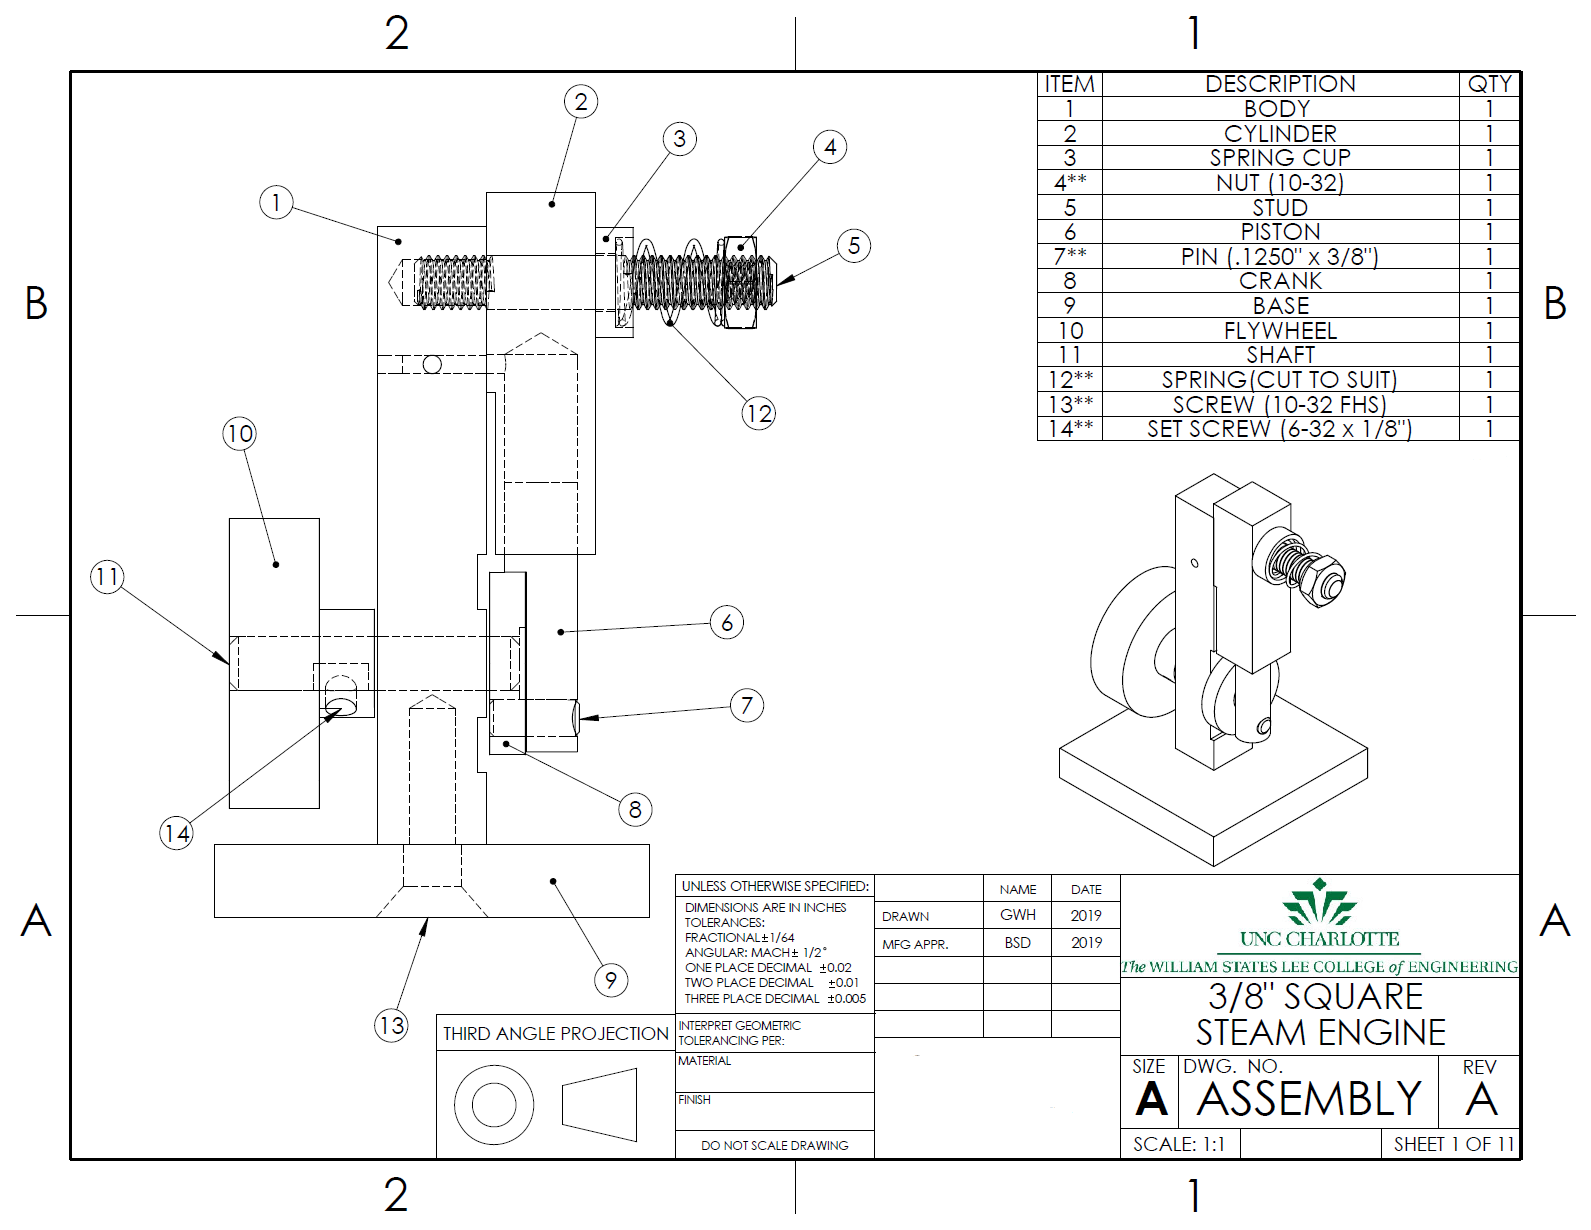 2
1
ITEM DESCRIPTION QTY
1 BODY 1
2 CYLINDER 1
3 SPRING CUP 1
4** NUT (10-32) 1
5 STUD 1
6 PISTON 1
7** PIN (.1250" x 3/8") 1
8 CRANK 1
9 BASE 1
10 FLYWHEEL 1
11 SHAFT 1
12** SPRING(CUT TO SUIT) 1
13** SCREW (10-32 FHS) 1
14** SET SCREW (6-32 x 1/8") 1
2
3
4
1
5
B
B
12
10
11
6
7
8
14
9
13
A
A
THIRD ANGLE PROJECTION
UNLESS OTHERWISE SPECIFIED:
DIMENSIONS ARE IN INCHES
TOLERANCES:
FRACTIONAL±1/64
ANGULAR: MACH± 1/2°
ONE PLACE DECIMAL ±0.02
TWO PLACE DECIMAL ±0.01
THREE PLACE DECIMAL ±0.005
INTERPRET GEOMETRIC
TOLERANCING PER:
MATERIAL
FINISH
DO NOT SCALE DRAWING
NAME DATE
DRAWN GWH 2019
MFG APPR. BSD 2019
UNC CHARLOTTE
The WILLIAM STATES LEE COLLEGE of ENGINEERING
3/8" SQUARE
STEAM ENGINE
SIZE DWG. NO. REV
A ASSEMBLY A
SCALE: 1:1 SHEET 1 OF 11
2
1